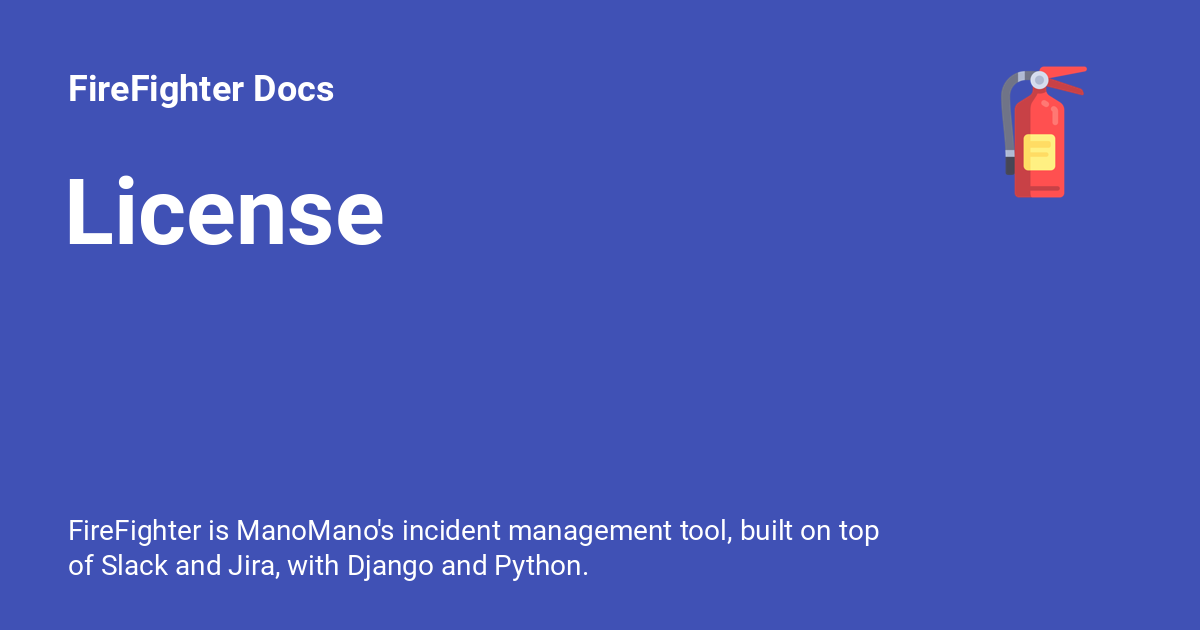 FireFighter Docs
License
FireFighter is ManoMano's incident management tool, built on top
of Slack and Jira, with Django and Python.